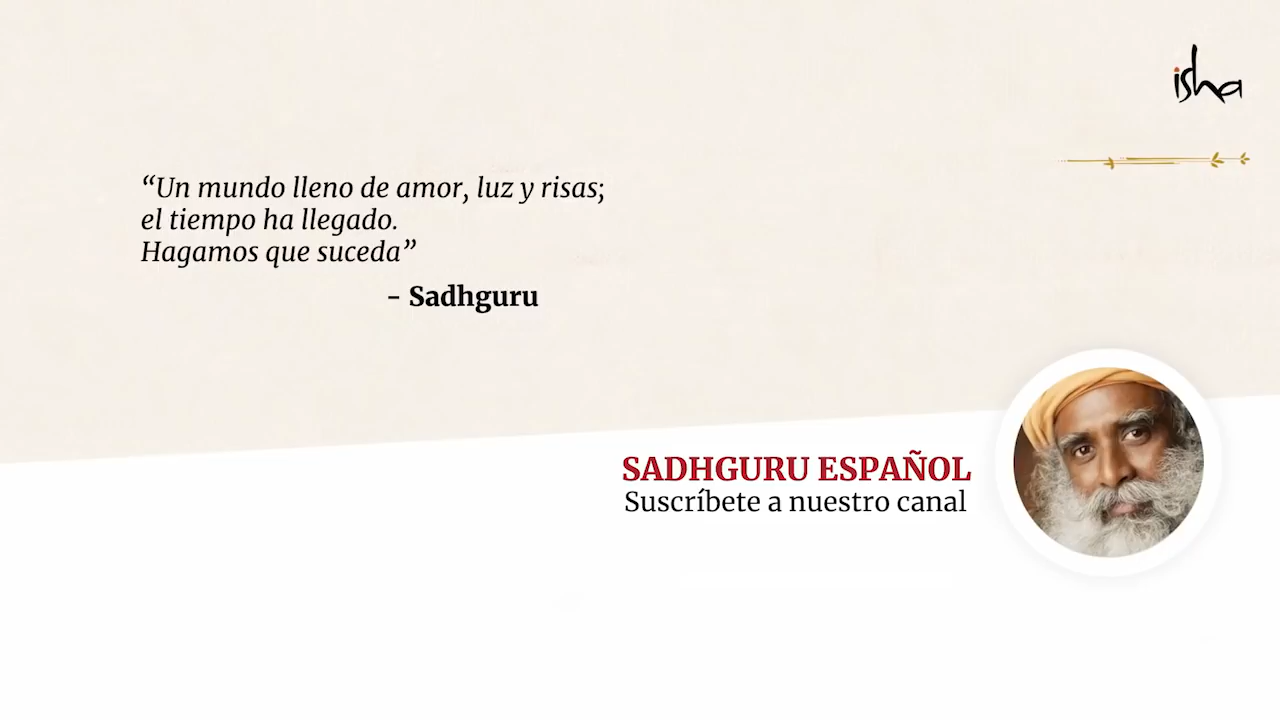 isha
“Un mundo lleno de amor, luz y risas;
el tiempo ha llegado.
Hagamos que suceda”
- Sadhguru
SADHGURU ESPAÑOL
Suscríbete a nuestro canal